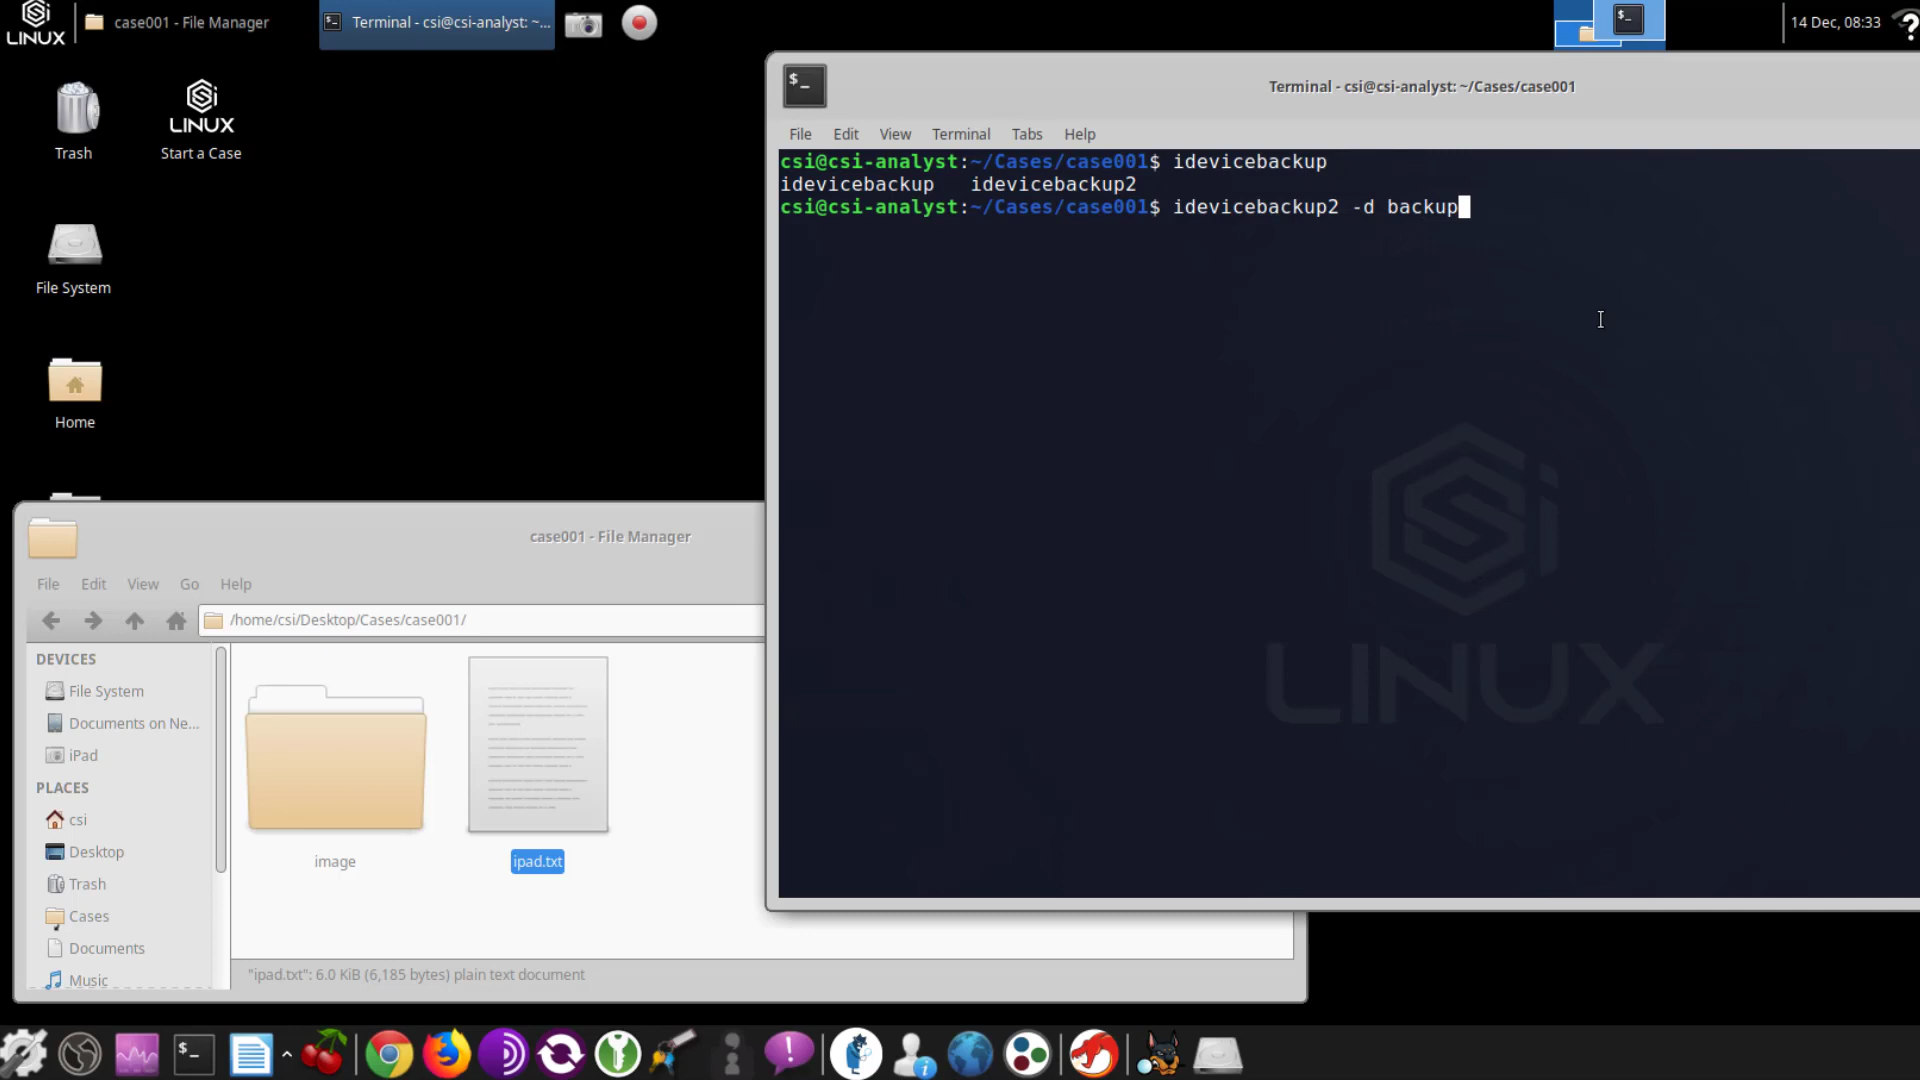 LINUX
case001 - File Manager
Terminal - csi@csi-analyst: ~...
14 Dec, 08:33
Trash
LINUX
Start a Case
File System
Home
Terminal - csi@csi-analyst: ~/Cases/case001
File Edit View Terminal Tabs Help
csi@csi-analyst:~/Cases/case001$ idevicebackup
idevicebackup idevicebackup2
csi@csi-analyst:~/Cases/case001$ idevicebackup2 -d backup
LINUX
case001 - File Manager
File Edit View Go Help
/home/csi/Desktop/Cases/case001/
DEVICES
File System
Documents on Ne...
iPad
PLACES
csi
Desktop
Trash
Cases
Documents
Music
image
ipad.txt
"ipad.txt": 6.0 KiB (6,185 bytes) plain text document